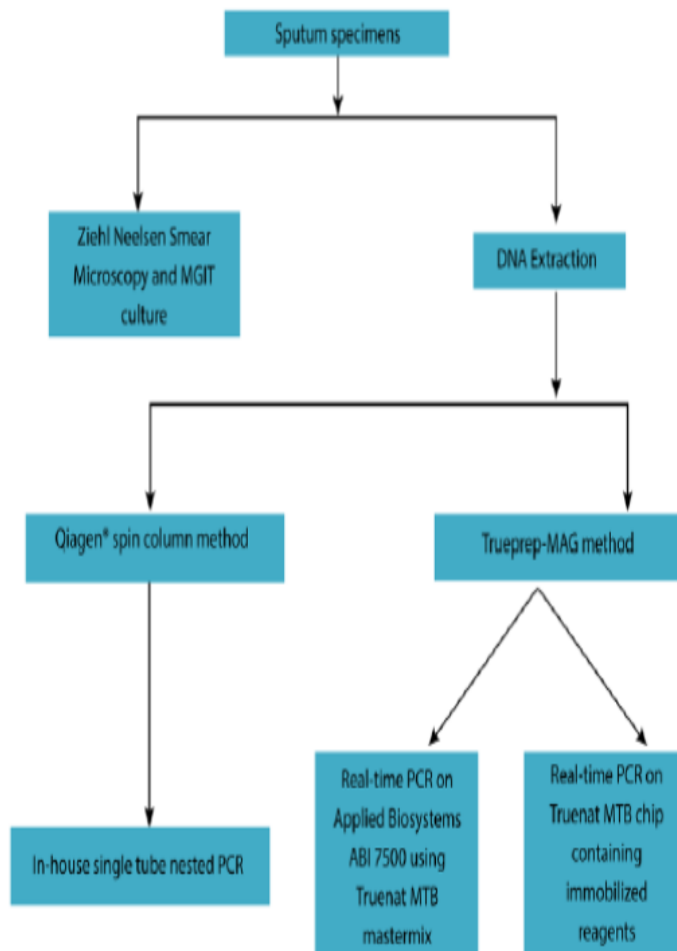 Sputum specimens
Ziehl Neelsen Smear
Microscopy and MGIT
culture
DNA Extraction
Qiagen® spin column method
Trueprep-MAG method
In-house single tube nested PCR
Real-time PCR on
Applied Biosystems
ABI 7500 using
Truenat MTB
mastermix
Real-time PCR on
Truenat MTB chip
containing
immobilized
reagents